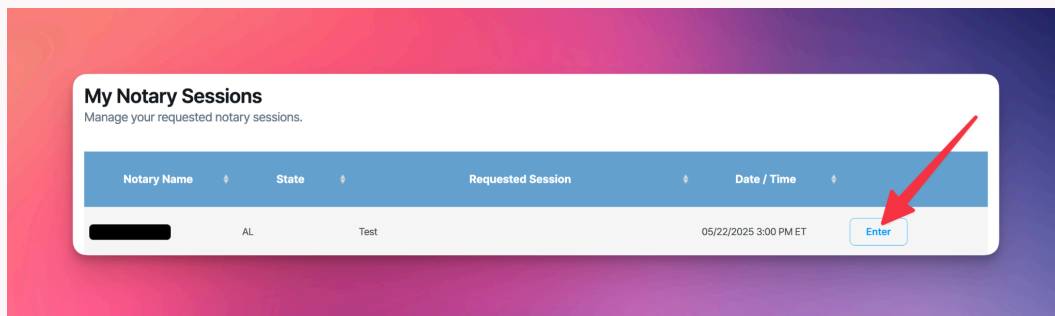 My Notary Sessions
Manage your requested notary sessions.
Notary Name State Requested Session Date / Time
AL Test 05/22/2025 3:00 PM ET Enter